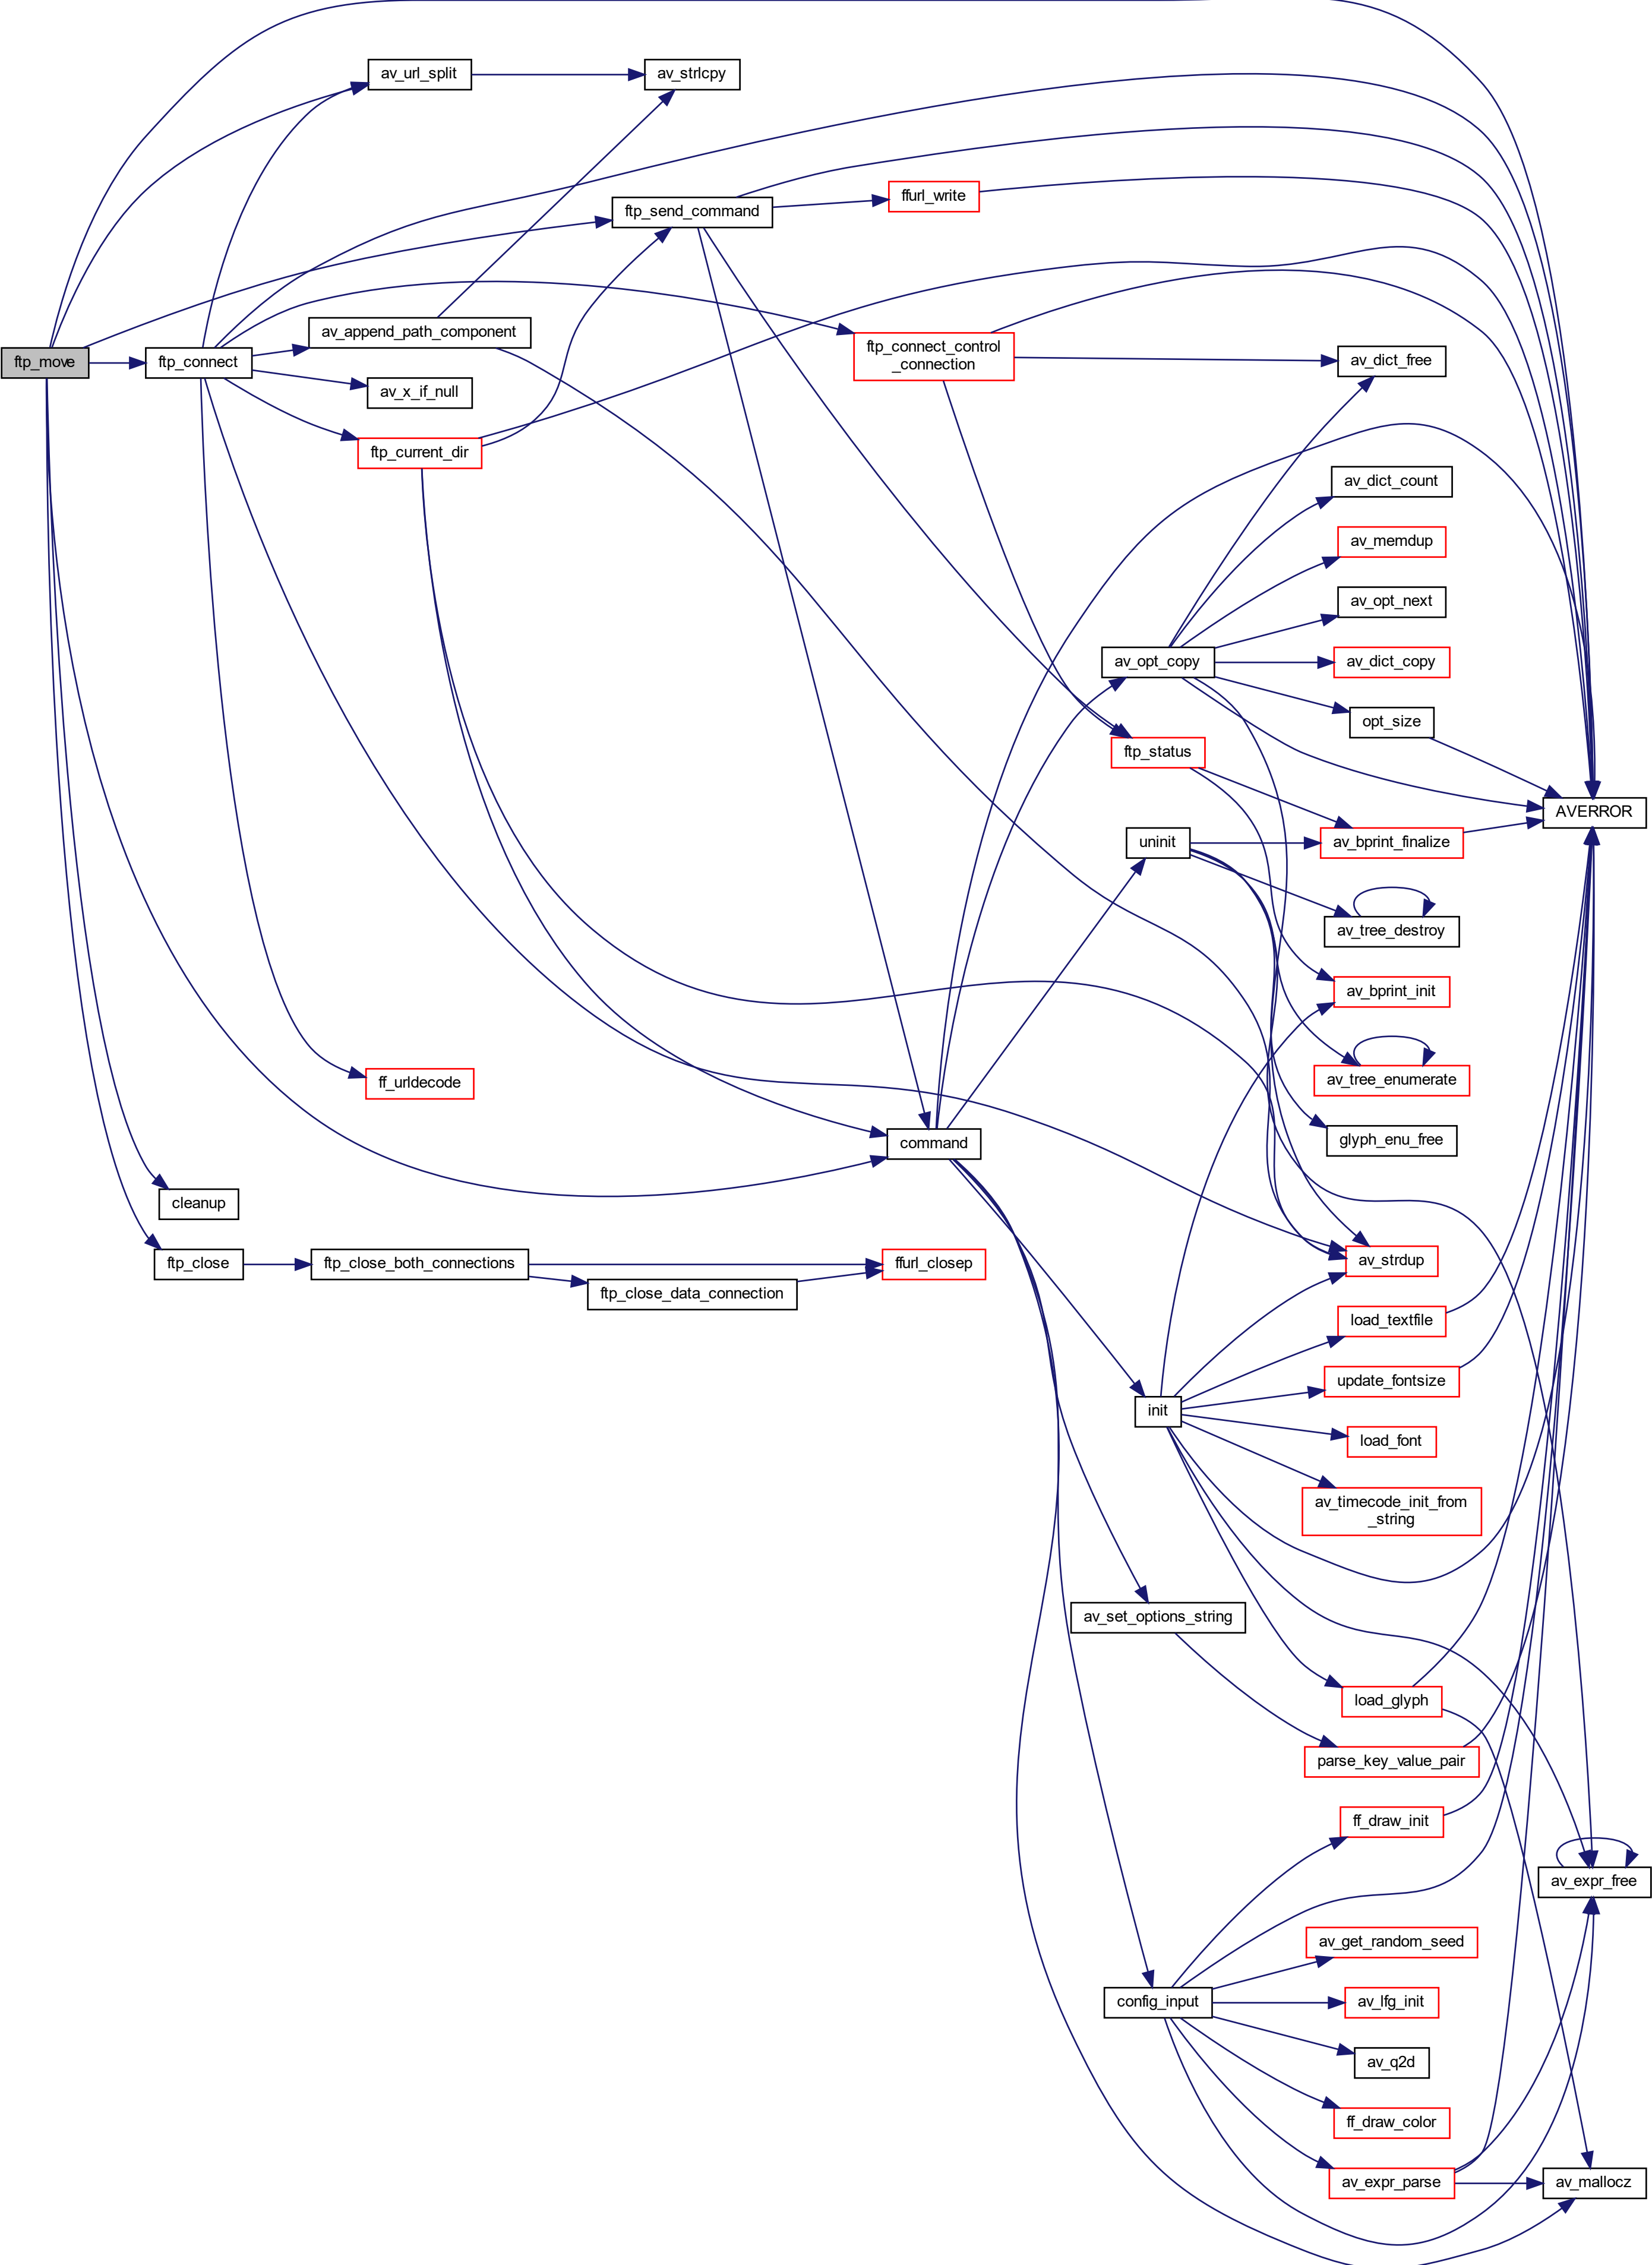 av_url_split
av_strlcpy
ffurl_write
ftp_send_command
av_append_path_component
ftp_move
ftp_connect
ftp_connect_control
_connection
av_dict_free
av_x_if_null
ftp_current_dir
av_dict_count
av_memdup
av_opt_next
av_opt_copy
av_dict_copy
opt_size
ftp_status
AVERROR
uninit
av_bprint_finalize
av_tree_destroy
av_bprint_init
ff_urldecode
av_tree_enumerate
command
glyph_enu_free
cleanup
ftp_close
ftp_close_both_connections
ffurl_closep
av_strdup
ftp_close_data_connection
load_textfile
update_fontsize
init
load_font
av_timecode_init_from
_string
av_set_options_string
load_glyph
parse_key_value_pair
ff_draw_init
av_expr_free
av_get_random_seed
config_input
av_lfg_init
av_q2d
ff_draw_color
av_expr_parse
av_mallocz